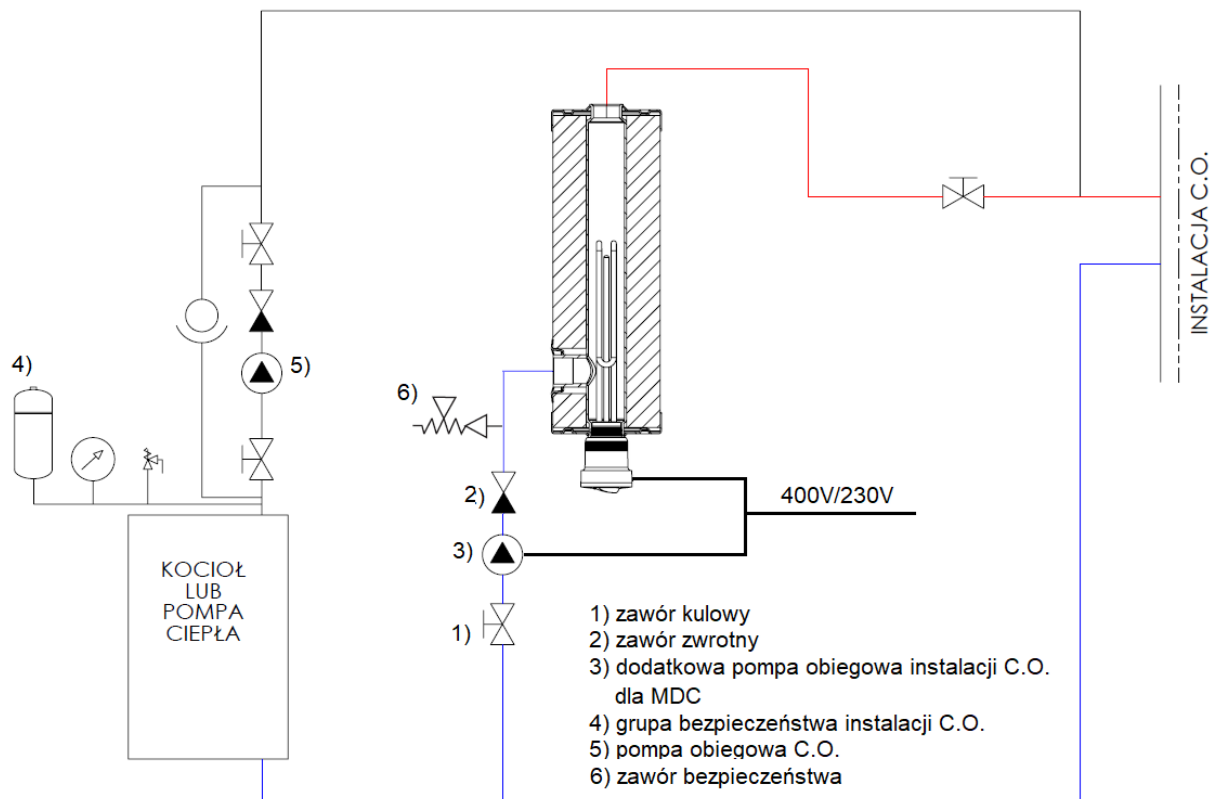 4)
5)
6)
2)
3)
1)
400V/230V
KOCIOŁ
LUB
POMPA
CIEPŁA
INSTALACJA C.O.
1) zawór kulowy
2) zawór zwrotny
3) dodatkowa pompa obiegowa instalacji C.O.
dla MDC
4) grupa bezpieczeństwa instalacji C.O.
5) pompa obiegowa C.O.
6) zawór bezpieczeństwa